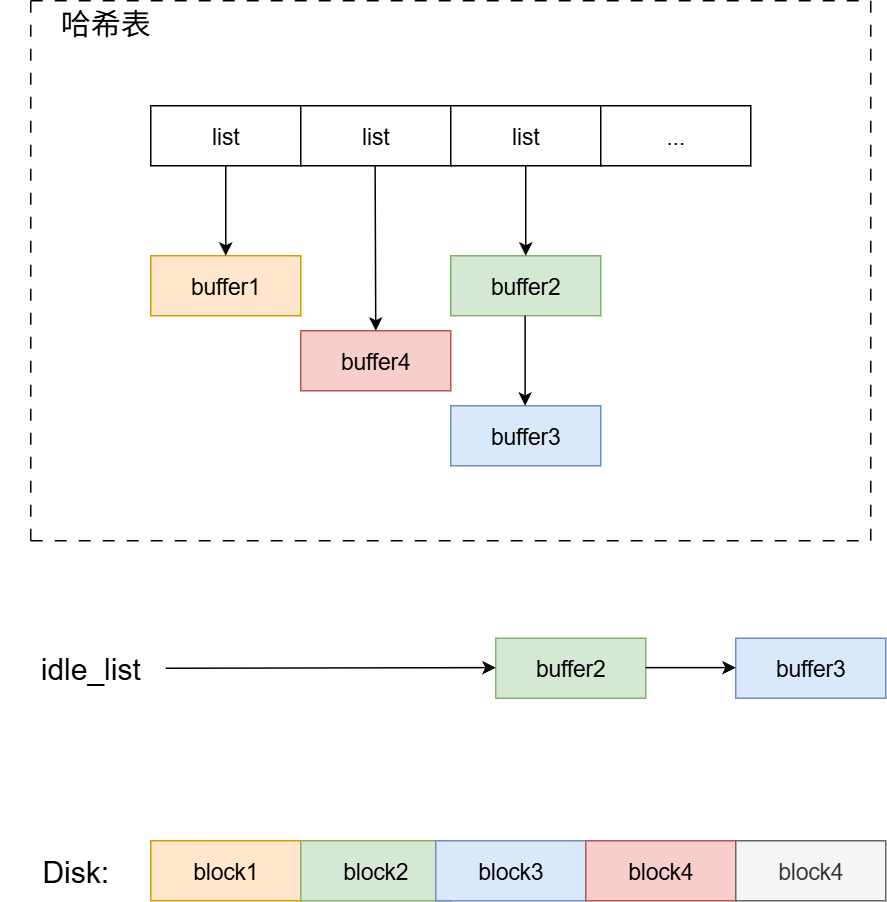 哈希表
list list list ...
buffer1 buffer2
buffer4
buffer3
idle_list buffer2 buffer3
Disk: block1 block2 block3 block4 block4